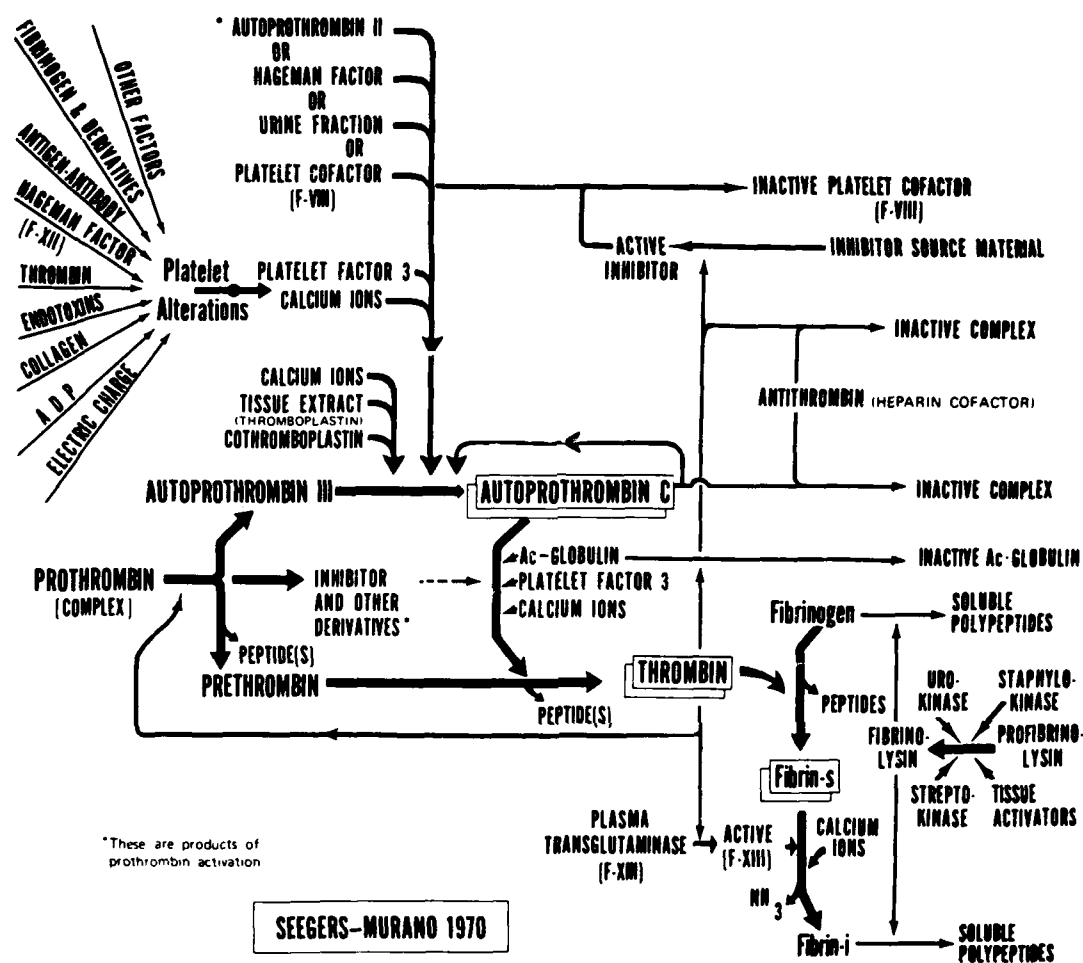 FIBRINOGEN & DERIVATIVES
OTHER FACTORS
ANTIGEN-ANTIBODY
HAGEMAN FACTOR
(F-XII)
THROMBIN
ENDOTOXINS
COLLAGEN
ADP
ELECTRIC CHARGE
Platelet
Alterations
* AUTOPROTHROMBIN II
OR
HAGEMAN FACTOR
OR
URINE FRACTION
OR
PLATELET COFACTOR
(F-VIII)
PLATELET FACTOR 3
CALCIUM IONS
INACTIVE PLATELET COFACTOR
(F-VIII)
ACTIVE
INHIBITOR
INHIBITOR SOURCE MATERIAL
INACTIVE COMPLEX
ANTITHROMBIN (HEPARIN COFACTOR)
CALCIUM IONS
TISSUE EXTRACT
(THROMBOPLASTIN)
COTHROMBOPLASTIN
AUTOPROTHROMBIN III
AUTOPROTHROMBIN C
INACTIVE COMPLEX
PROTHROMBIN
(COMPLEX)
INHIBITOR
AND OTHER
DERIVATIVES*
Ac-GLOBULIN
PLATELET FACTOR 3
CALCIUM IONS
INACTIVE Ac-GLOBULIN
PEPTIDE(S)
PRETHROMBIN
PEPTIDE(S)
THROMBIN
Fibrinogen
SOLUBLE
POLYPEPTIDES
PEPTIDES
URO-
KINASE
STAPHYLO-
KINASE
FIBRINO-
LYSIN
PROFIBRINO-
LYSIN
STREPTO-
KINASE
TISSUE
ACTIVATORS
Fibrin-s
PLASMA
TRANSGLUTAMINASE
(F-XIII)
ACTIVE
(F-XIII)
CALCIUM
IONS
NH3
Fibrin-i
SOLUBLE
POLYPEPTIDES
*These are products of
prothrombin activation
SEEGERS-MURANO 1970